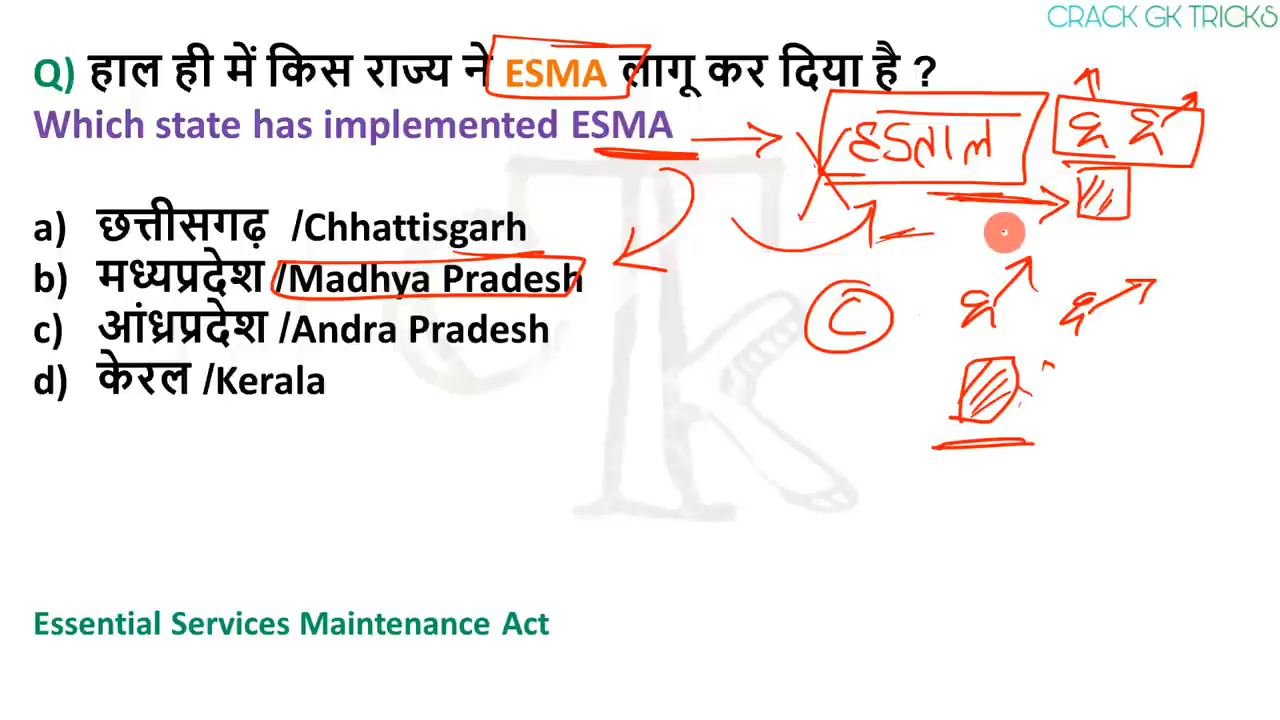 CRACK GK TRICKS
Q) हाल ही में किस राज्य ने ESMA लागू कर दिया है ?
Which state has implemented ESMA
हडताल
द द
a) छत्तीसगढ़ /Chhattisgarh
b) मध्यप्रदेश /Madhya Pradesh
c) आंध्रप्रदेश /Andra Pradesh
d) केरल /Kerala
Essential Services Maintenance Act